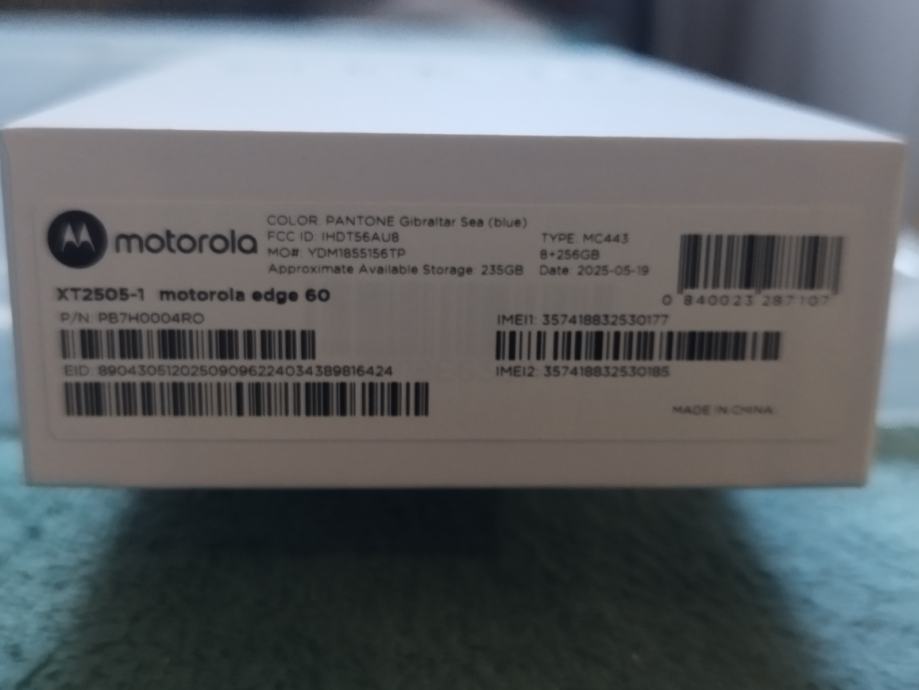 motorola
COLOR: PANTONE Gibraltar Sea (blue)
FCC ID: IHDT56AU8
TYPE: MC443
MO#: YDM1855156TP
8+256GB
Approximate Available Storage: 235GB
Date: 2025-05-19
0 840023 287107
XT2505-1 motorola edge 60
P/N: PB7H0004RO
IMEI1: 357418832530177
EID: 89043051202509096224034389816424
IMEI2: 357418832530185
MADE IN CHINA